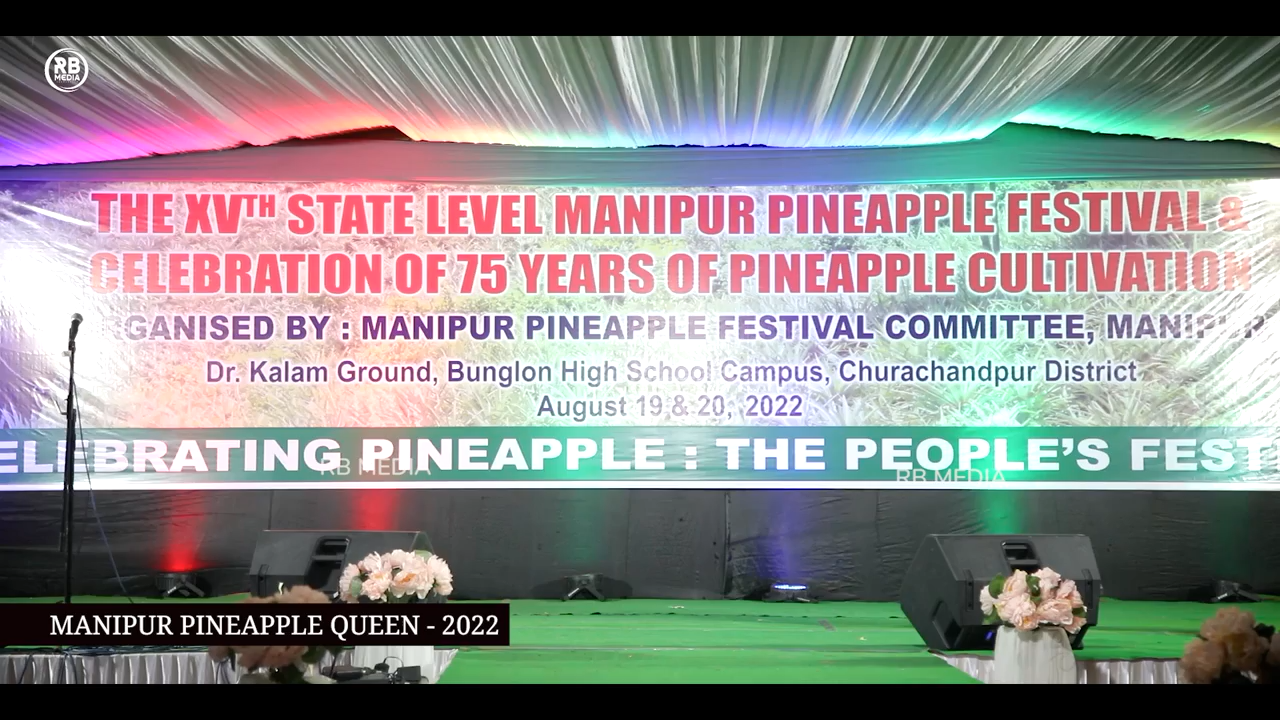 RB
MEDIA
THE XVTH STATE LEVEL MANIPUR PINEAPPLE FESTIVAL &
CELEBRATION OF 75 YEARS OF PINEAPPLE CULTIVATION
RGANISED BY : MANIPUR PINEAPPLE FESTIVAL COMMITTEE, MANIPUR
Dr. Kalam Ground, Bunglon High School Campus, Churachandpur District
August 19 & 20, 2022
ELEBRATING PINEAPPLE : THE PEOPLE'S FESTI
RB MEDIA
RB MEDIA
MANIPUR PINEAPPLE QUEEN - 2022